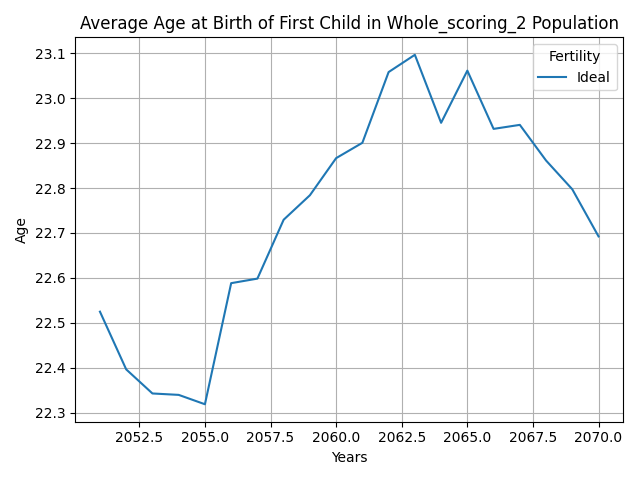 Average Age at Birth of First Child in Whole_scoring_2 Population
Fertility
Ideal
23.1
23.0
22.9
22.8
22.7
22.6
22.5
22.4
22.3
Age
2052.5 2055.0 2057.5 2060.0 2062.5 2065.0 2067.5 2070.0
Years